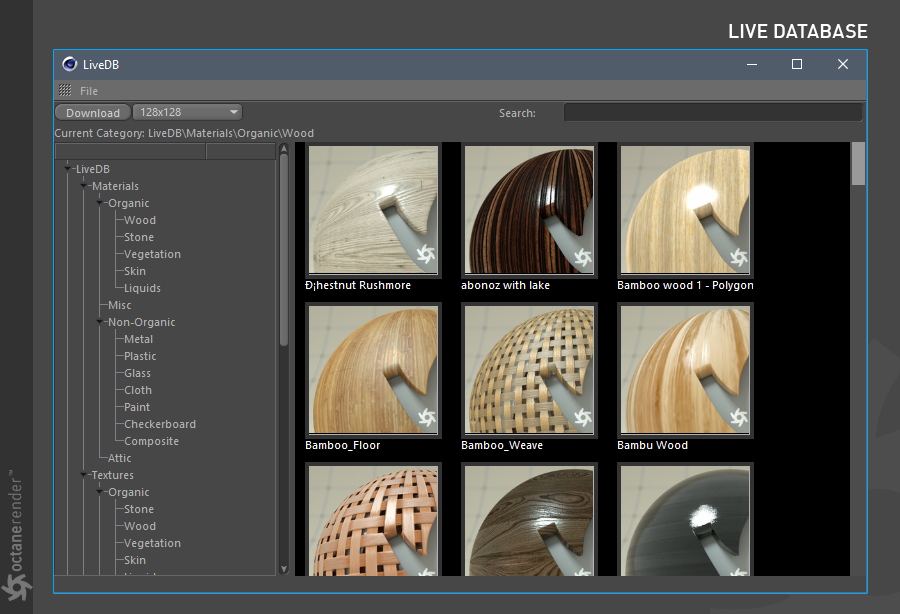 LIVE DATABASE
LiveDB
File
Download 128x128 Search:
Current Category: LiveDB\Materials\Organic\Wood
LiveDB
Materials
Organic
Wood
Stone
Vegetation
Skin
Liquids
Misc
Non-Organic
Metal
Plastic
Glass
Cloth
Paint
Checkerboard
Composite
Attic
Textures
Organic
Stone
Wood
Vegetation
Skin
Ð¡hestnut Rushmore
abonoz with lake
Bamboo wood 1 - Polygon
Bamboo_Floor
Bamboo_Weave
Bambu Wood
octanerender™